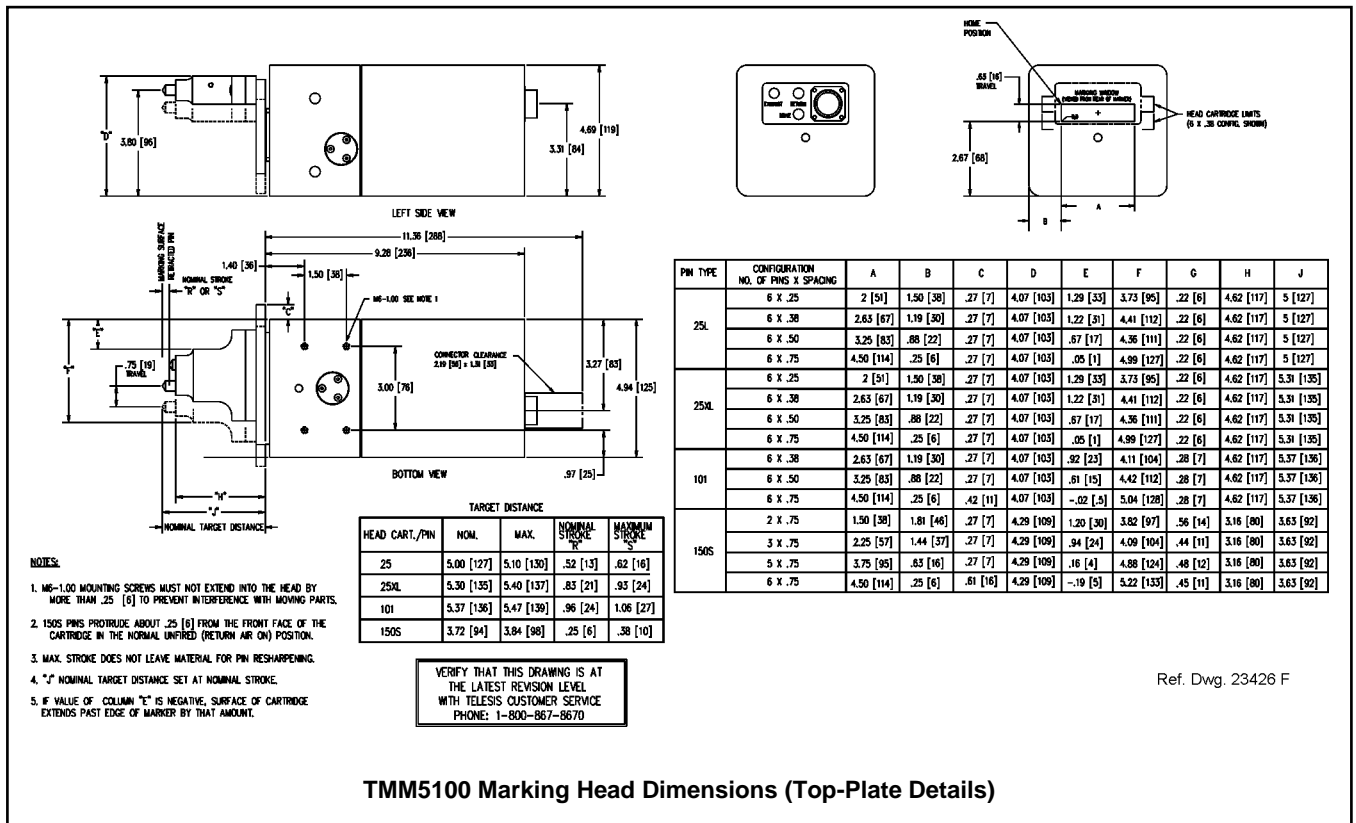 HOME
POSITION
.63 [16]
TRAVEL
MARKING WINDOW
(VIEWED FROM REAR OF MARKER)
HEAD CARTRIDGE LIMITS
(6 X .38 CONFIG. SHOWN)
2.67 [68]
A
B
"D"
3.80 [96]
4.69 [119]
3.31 [84]
LEFT SIDE VIEW
11.36 [288]
9.28 [236]
1.40 [36]
1.50 [38]
MARKING SURFACE
RETRACTED PIN
NOMINAL STROKE
"R" OR "S"
M6-1.00 SEE NOTE 1
"C"
"E"
"F"
.75 [19]
TRAVEL
3.00 [76]
CONNECTOR CLEARANCE
3.27 [83]
4.94 [125]
.97 [25]
BOTTOM VIEW
"H"
"J"
NOMINAL TARGET DISTANCE
PIN TYPE CONFIGURATION NO. OF PINS X SPACING A B C D E F G H J
25L
6 X .25 2 [51] 1.50 [38] .27 [7] 4.07 [103] 1.29 [33] 3.73 [95] .22 [6] 4.62 [117] 5 [127]
6 X .38 2.63 [67] 1.19 [30] .27 [7] 4.07 [103] 1.22 [31] 4.41 [112] .22 [6] 4.62 [117] 5 [127]
6 X .50 3.25 [83] .88 [22] .27 [7] 4.07 [103] .67 [17] 4.36 [111] .22 [6] 4.62 [117] 5 [127]
6 X .75 4.50 [114] .25 [6] .27 [7] 4.07 [103] .05 [1] 4.99 [127] .22 [6] 4.62 [117] 5 [127]
25XL
6 X .25 2 [51] 1.50 [38] .27 [7] 4.07 [103] 1.29 [33] 3.73 [95] .22 [6] 4.62 [117] 5.31 [135]
6 X .38 2.63 [67] 1.19 [30] .27 [7] 4.07 [103] 1.22 [31] 4.41 [112] .22 [6] 4.62 [117] 5.31 [135]
6 X .50 3.25 [83] .88 [22] .27 [7] 4.07 [103] .67 [17] 4.36 [111] .22 [6] 4.62 [117] 5.31 [135]
6 X .75 4.50 [114] .25 [6] .27 [7] 4.07 [103] .05 [1] 4.99 [127] .22 [6] 4.62 [117] 5.31 [135]
101
6 X .38 2.63 [67] 1.19 [30] .27 [7] 4.07 [103] .92 [23] 4.11 [104] .28 [7] 4.62 [117] 5.37 [136]
6 X .50 3.25 [83] .88 [22] .27 [7] 4.07 [103] .61 [15] 4.42 [112] .28 [7] 4.62 [117] 5.37 [136]
6 X .75 4.50 [114] .25 [6] .42 [11] 4.07 [103] -.02 [.5] 5.04 [128] .28 [7] 4.62 [117] 5.37 [136]
150S
2 X .75 1.50 [38] 1.81 [46] .27 [7] 4.29 [109] 1.20 [30] 3.82 [97] .56 [14] 3.16 [80] 3.63 [92]
3 X .75 2.25 [57] 1.44 [37] .27 [7] 4.29 [109] .94 [24] 4.09 [104] .44 [11] 3.16 [80] 3.63 [92]
5 X .75 3.75 [95] .63 [16] .27 [7] 4.29 [109] .16 [4] 4.88 [124] .48 [12] 3.16 [80] 3.63 [92]
6 X .75 4.50 [114] .25 [6] .61 [16] 4.29 [109] -.19 [5] 5.22 [133] .45 [11] 3.16 [80] 3.63 [92]
TARGET DISTANCE
HEAD CART./PIN NOM. MAX. NOMINAL STROKE "R" MAXIMUM STROKE "S"
25 5.00 [127] 5.10 [130] .52 [13] .62 [16]
25XL 5.30 [135] 5.40 [137] .83 [21] .93 [24]
101 5.37 [136] 5.47 [139] .96 [24] 1.06 [27]
150S 3.72 [94] 3.84 [98] .25 [6] .38 [10]
NOTES:
1. M6-1.00 MOUNTING SCREWS MUST NOT EXTEND INTO THE HEAD BY
MORE THAN .25 [6] TO PREVENT INTERFERENCE WITH MOVING PARTS.
2. 150S PINS PROTRUDE ABOUT .25 [6] FROM THE FRONT FACE OF THE
CARTRIDGE IN THE NORMAL UNFIRED (RETURN AIR ON) POSITION.
3. MAX. STROKE DOES NOT LEAVE MATERIAL FOR PIN RESHARPENING.
4. "J" NOMINAL TARGET DISTANCE SET AT NOMINAL STROKE.
5. IF VALUE OF COLUMN "E" IS NEGATIVE, SURFACE OF CARTRIDGE
EXTENDS PAST EDGE OF MARKER BY THAT AMOUNT.
VERIFY THAT THIS DRAWING IS AT
THE LATEST REVISION LEVEL
WITH TELESIS CUSTOMER SERVICE
PHONE: 1-800-867-8670
Ref. Dwg. 23426 F
TMM5100 Marking Head Dimensions (Top-Plate Details)